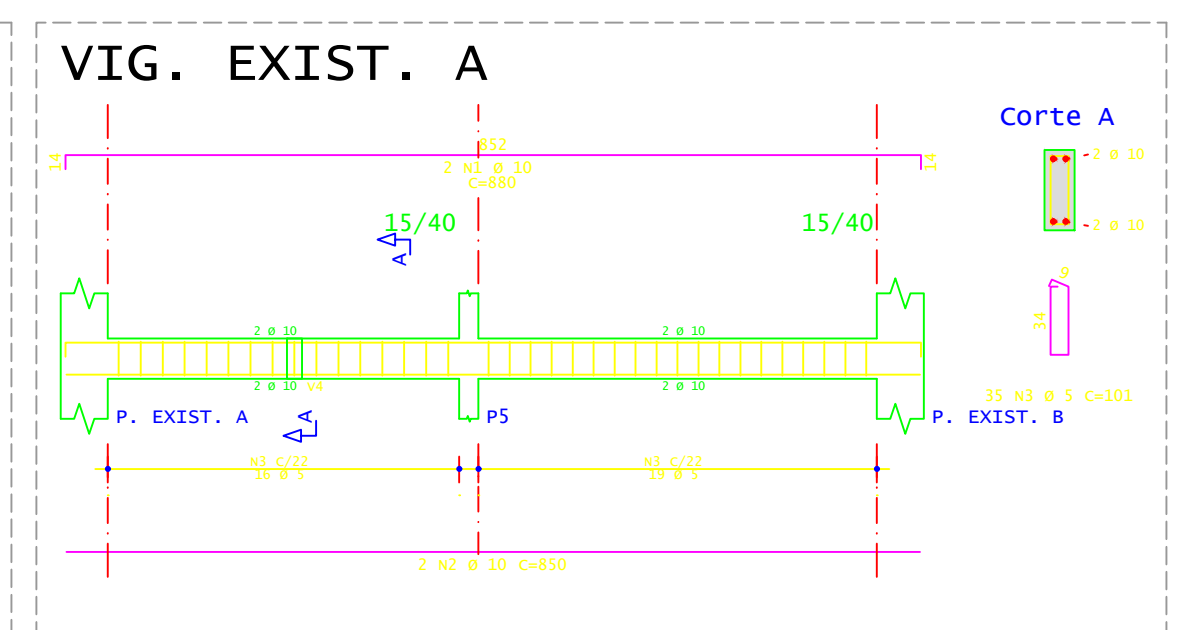 VIG. EXIST. A
Corte A
852
14
14
2 N1 Ø 10
C=880
2 Ø 10
2 Ø 10
15/40
15/40
A
9
34
2 Ø 10
2 Ø 10
2 Ø 10
V4
2 Ø 10
35 N3 Ø 5 C=101
P. EXIST. A
A
P5
P. EXIST. B
N3 C/22
16 Ø 5
N3 C/22
19 Ø 5
2 N2 Ø 10 C=850